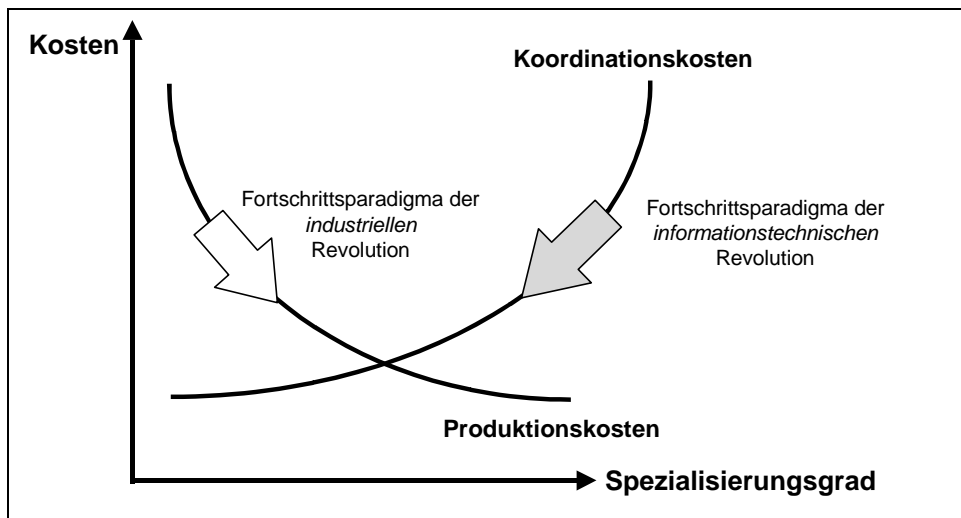 Kosten
Koordinationskosten
Fortschrittsparadigma der
industriellen
Revolution
Fortschrittsparadigma der
informationstechnischen
Revolution
Produktionskosten
Spezialisierungsgrad